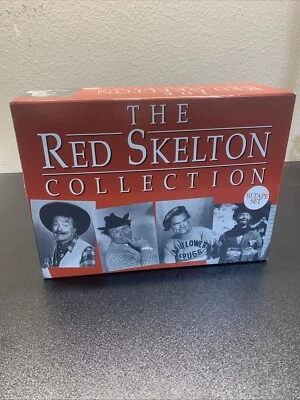 THE
RED SKELTON
COLLECTION
10 TAPE
SET